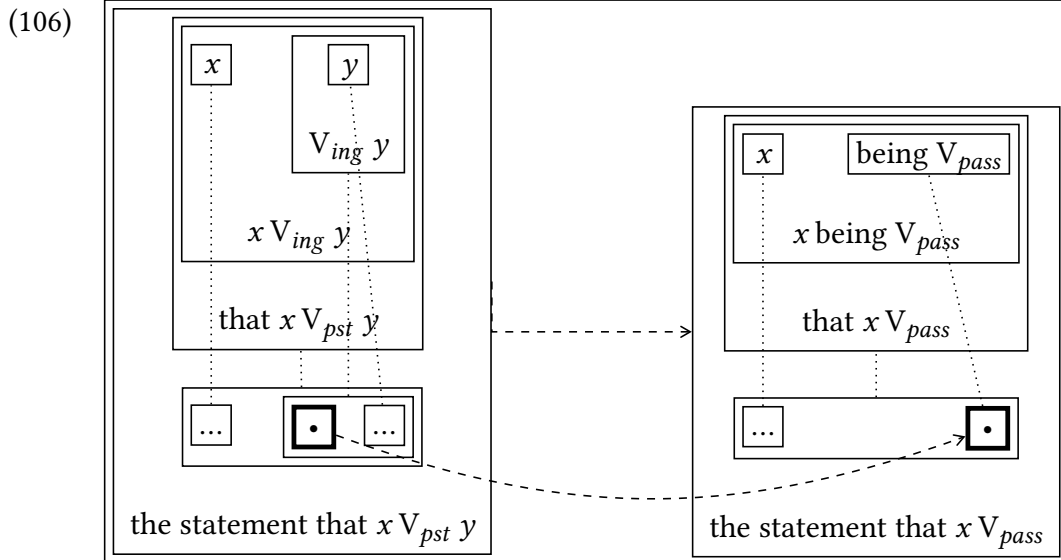 (106)
x
y
V_ing y
x V_ing y
that x V_pst y
... • ...
the statement that x V_pst y
x
being V_pass
x being V_pass
that x V_pass
... •
the statement that x V_pass